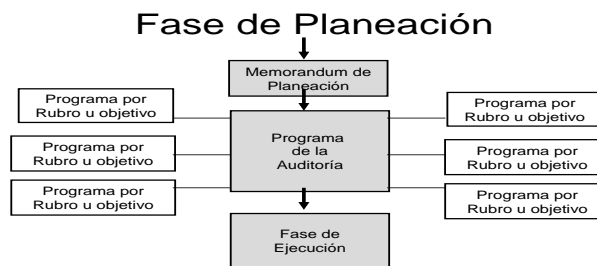 Fase de Planeación
Memorandum de
Planeación
Programa por
Rubro u objetivo
Programa por
Rubro u objetivo
Programa por
Rubro u objetivo
Programa
de la
Auditoría
Programa por
Rubro u objetivo
Programa por
Rubro u objetivo
Programa por
Rubro u objetivo
Fase de
Ejecución